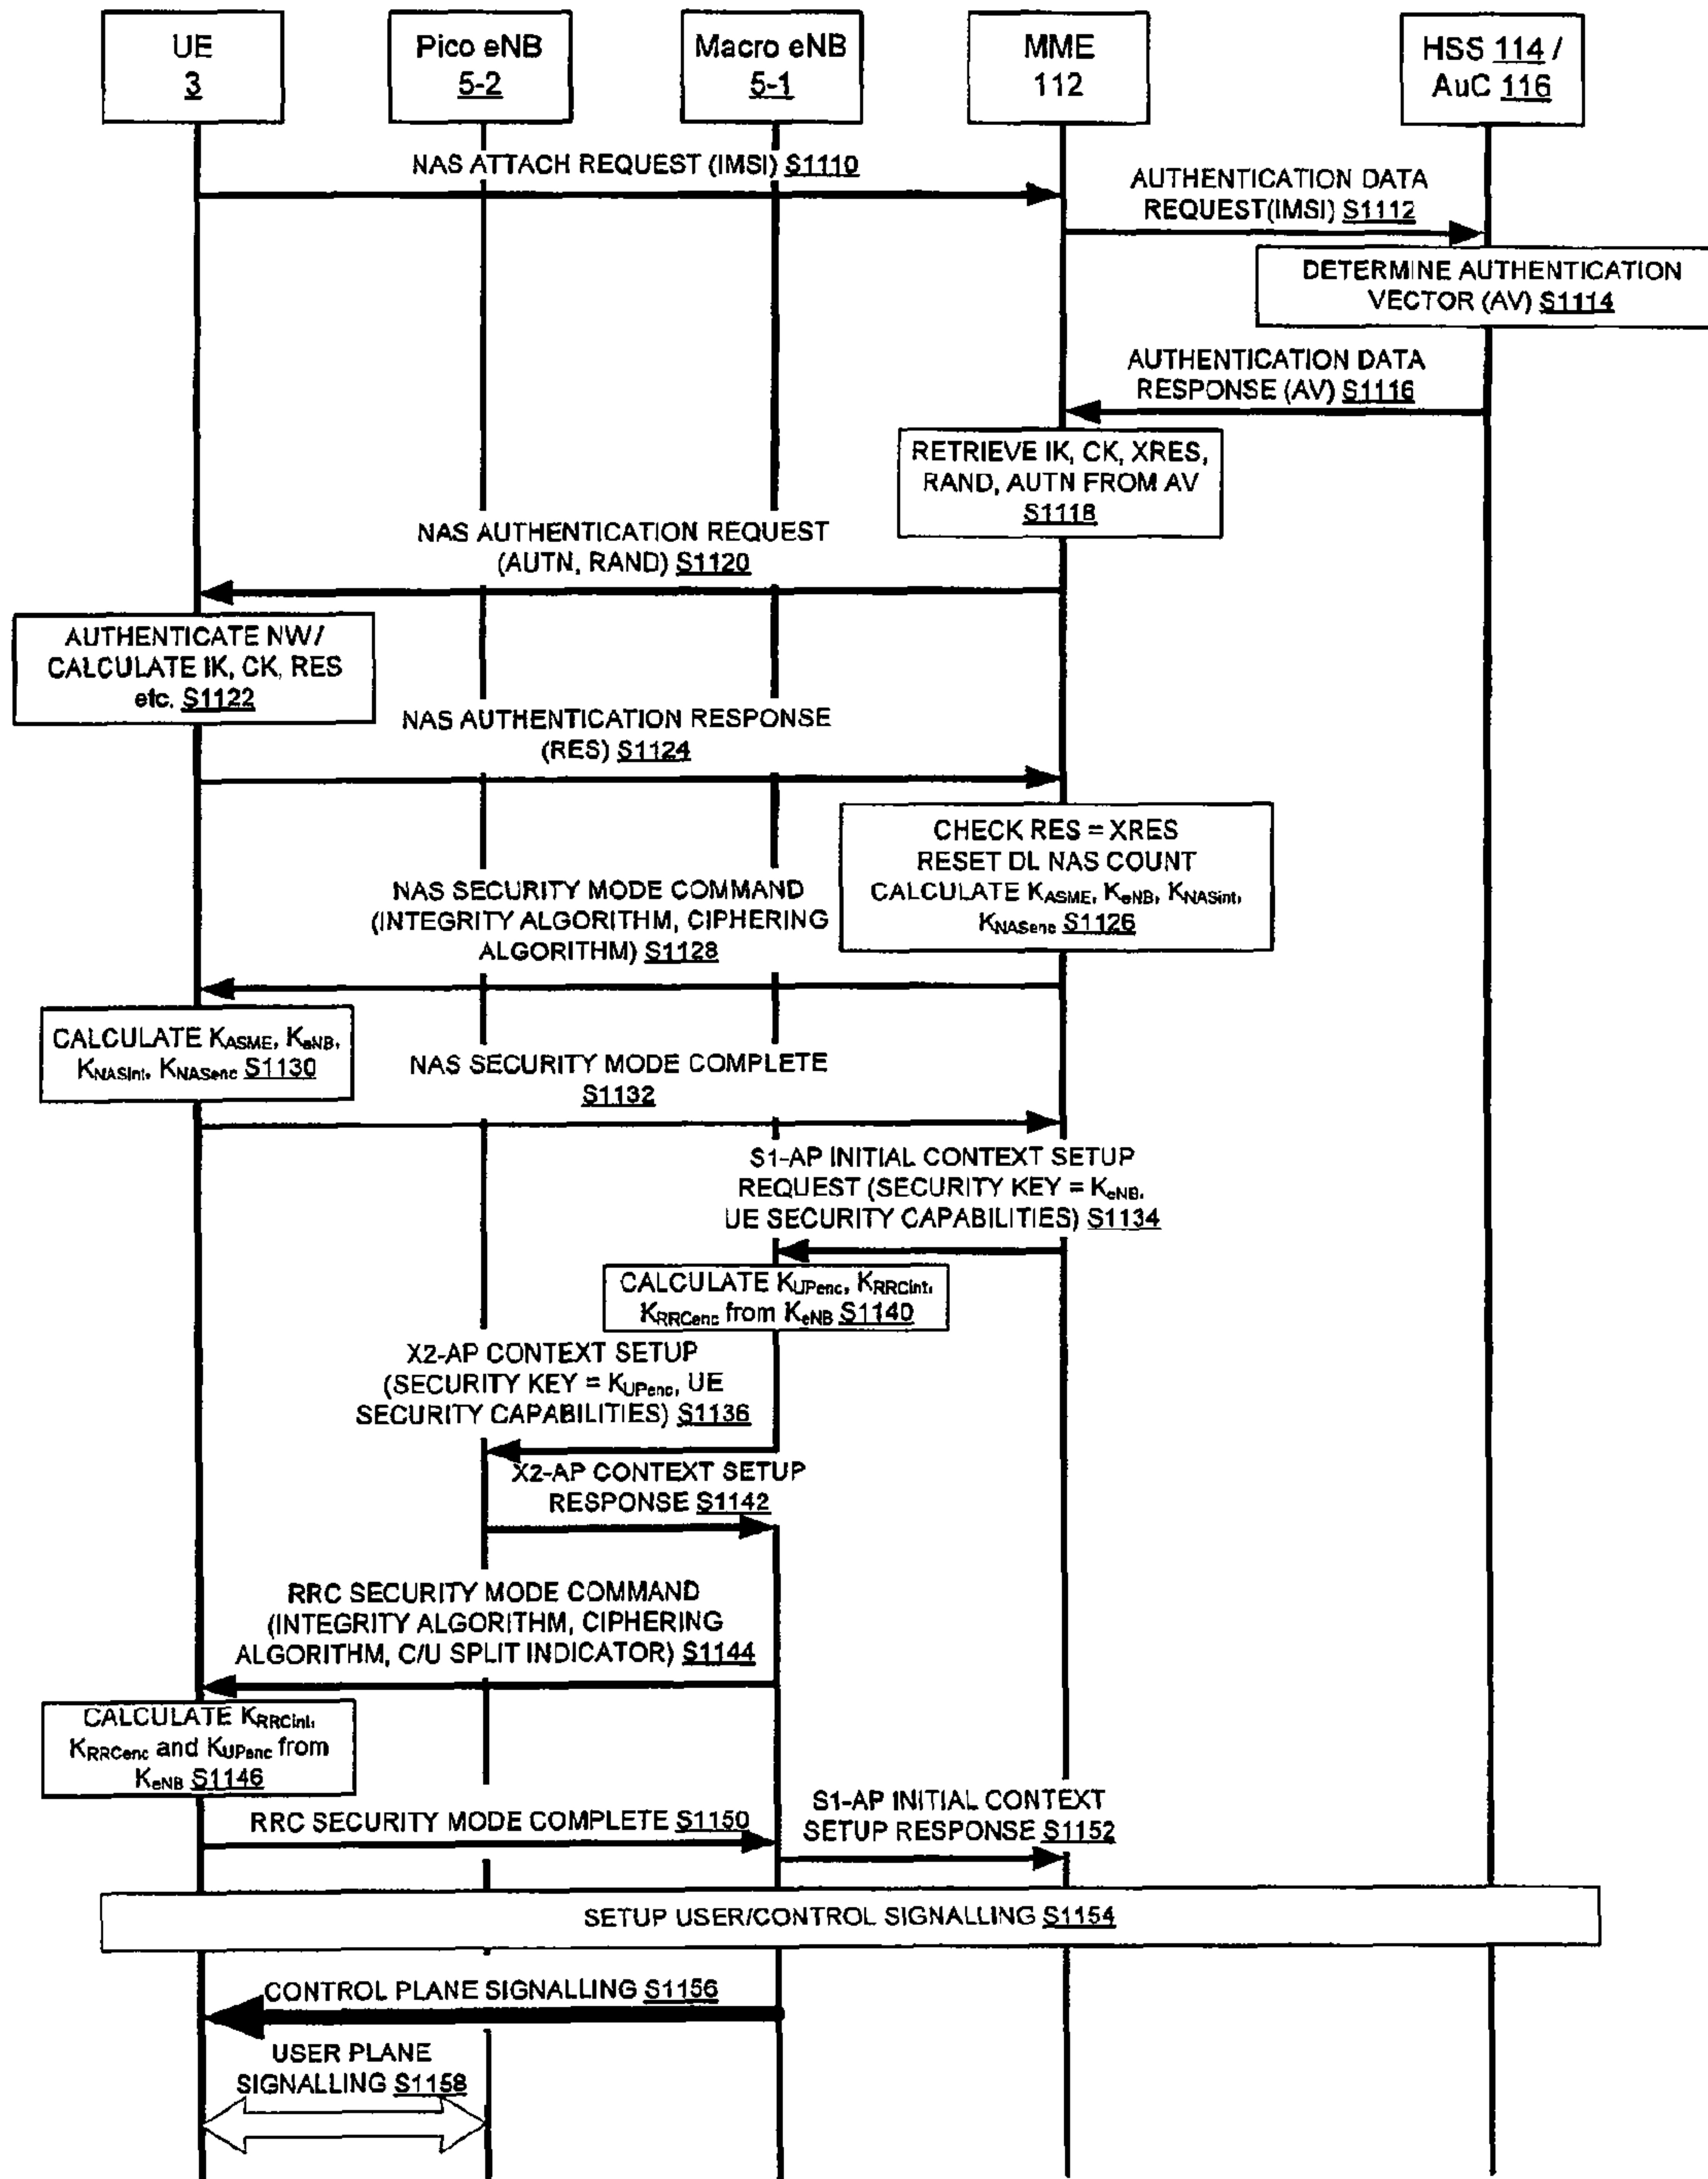 UE
3
Pico eNB
5-2
Macro eNB
5-1
MME
112
HSS 114 /
AuC 116
NAS ATTACH REQUEST (IMSI) S1110
AUTHENTICATION DATA
REQUEST(IMSI) S1112
DETERMINE AUTHENTICATION
VECTOR (AV) S1114
AUTHENTICATION DATA
RESPONSE (AV) S1116
RETRIEVE IK, CK, XRES,
RAND, AUTN FROM AV
S1118
NAS AUTHENTICATION REQUEST
(AUTN, RAND) S1120
AUTHENTICATE NW/
CALCULATE IK, CK, RES
etc. S1122
NAS AUTHENTICATION RESPONSE
(RES) S1124
CHECK RES = XRES
RESET DL NAS COUNT
CALCULATE KASME, KeNB, KNASint,
KNASenc S1126
NAS SECURITY MODE COMMAND
(INTEGRITY ALGORITHM, CIPHERING
ALGORITHM) S1128
CALCULATE KASME, KeNB,
KNASint, KNASenc S1130
NAS SECURITY MODE COMPLETE
S1132
S1-AP INITIAL CONTEXT SETUP
REQUEST (SECURITY KEY = KeNB,
UE SECURITY CAPABILITIES) S1134
CALCULATE KUPenc, KRRCint,
KRRCenc from KeNB S1140
X2-AP CONTEXT SETUP
(SECURITY KEY = KUPenc, UE
SECURITY CAPABILITIES) S1136
X2-AP CONTEXT SETUP
RESPONSE S1142
RRC SECURITY MODE COMMAND
(INTEGRITY ALGORITHM, CIPHERING
ALGORITHM, C/U SPLIT INDICATOR) S1144
CALCULATE KRRCint,
KRRCenc and KUPenc from
KeNB S1146
RRC SECURITY MODE COMPLETE S1150
S1-AP INITIAL CONTEXT
SETUP RESPONSE S1152
SETUP USER/CONTROL SIGNALLING S1154
CONTROL PLANE SIGNALLING S1156
USER PLANE
SIGNALLING S1158